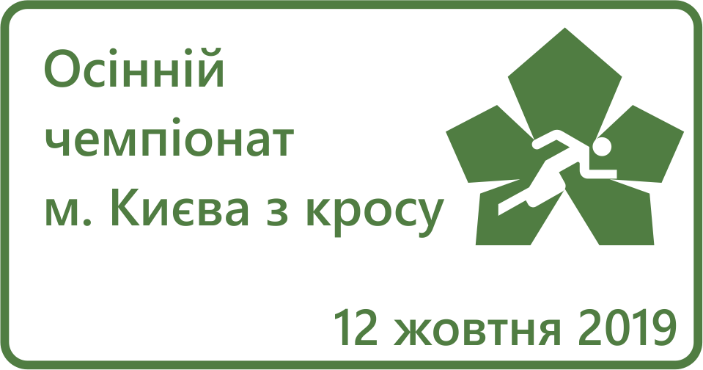 Осінній
чемпіонат
м. Києва з кросу
12 жовтня 2019